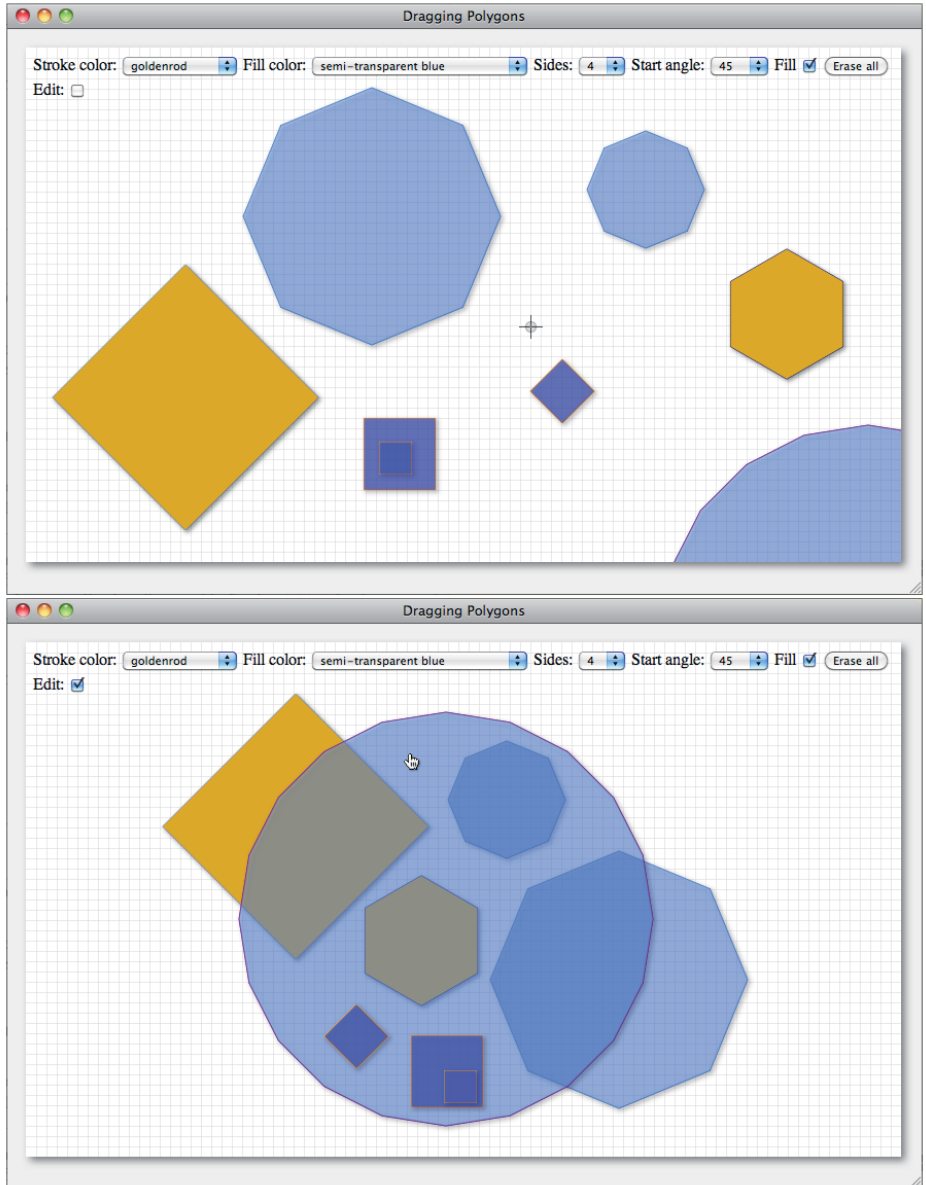 Dragging Polygons
Stroke color: goldenrod Fill color: semi-transparent blue Sides: 4 Start angle: 45 Fill Erase all
Edit:
Dragging Polygons
Stroke color: goldenrod Fill color: semi-transparent blue Sides: 4 Start angle: 45 Fill Erase all
Edit: